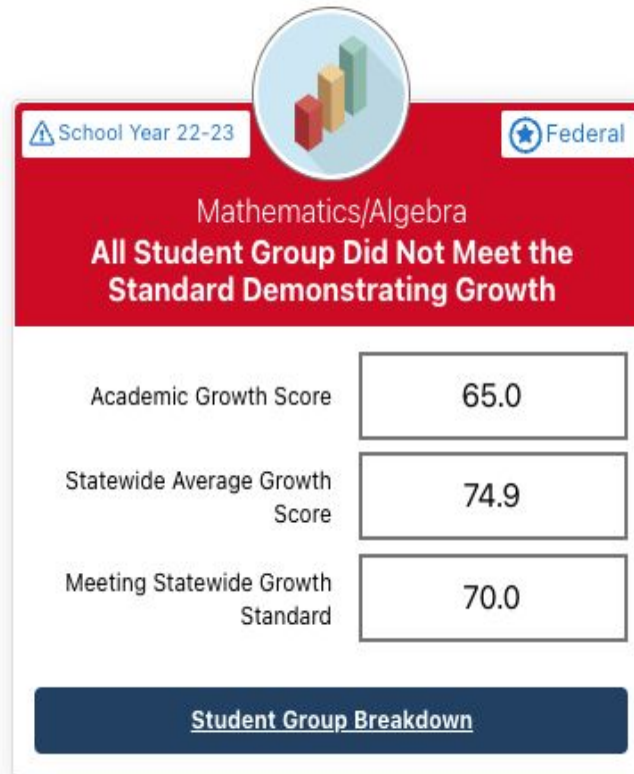 School Year 22-23
Federal
Mathematics/Algebra
All Student Group Did Not Meet the
Standard Demonstrating Growth
Academic Growth Score
65.0
Statewide Average Growth
Score
74.9
Meeting Statewide Growth
Standard
70.0
Student Group Breakdown